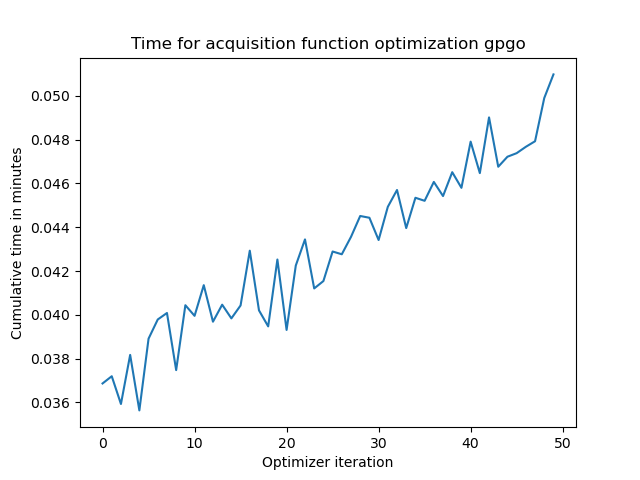 Time for acquisition function optimization gpgo
Cumulative time in minutes
0.050
0.048
0.046
0.044
0.042
0.040
0.038
0.036
0 10 20 30 40 50
Optimizer iteration